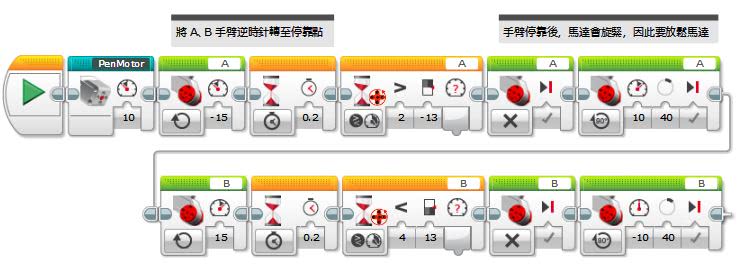 將 A、B 手臂逆時針轉至停靠點
手臂停靠後，馬達會旋緊，因此要放鬆馬達
PenMotor A A A A
10 -15 0.2 > 2 -13 10 90° 40
B B B B
15 0.2 < 4 13 90° -10 40